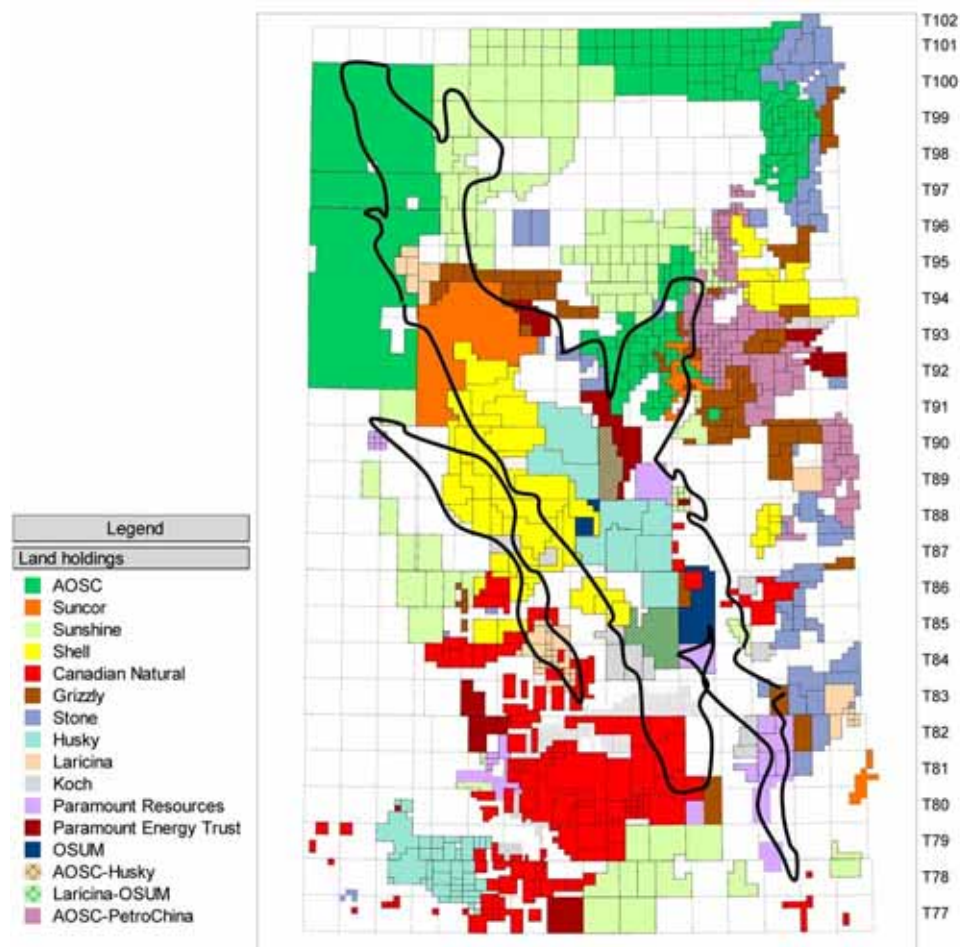 T102
T101
T100
T99
T98
T97
T96
T95
T94
T93
T92
T91
T90
T89
T88
T87
T86
T85
T84
T83
T82
T81
T80
T79
T78
T77
Legend
Land holdings
AOSC
Suncor
Sunshine
Shell
Canadian Natural
Grizzly
Stone
Husky
Laricina
Koch
Paramount Resources
Paramount Energy Trust
OSUM
AOSC-Husky
Laricina-OSUM
AOSC-PetroChina